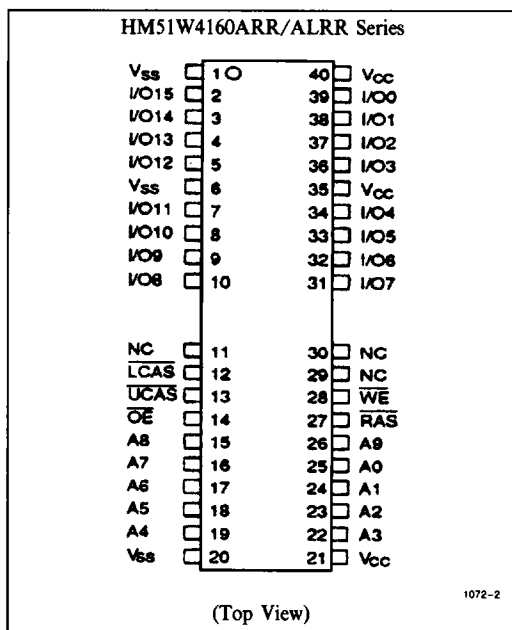 HM51W4160ARR/ALRR Series
VSS 1 40 VCC
I/O15 2 39 I/O0
I/O14 3 38 I/O1
I/O13 4 37 I/O2
I/O12 5 36 I/O3
VSS 6 35 VCC
I/O11 7 34 I/O4
I/O10 8 33 I/O5
I/O9 9 32 I/O6
I/O8 10 31 I/O7
NC 11 30 NC
LCAS 12 29 NC
UCAS 13 28 WE
OE 14 27 RAS
A8 15 26 A9
A7 16 25 A0
A6 17 24 A1
A5 18 23 A2
A4 19 22 A3
VSS 20 21 VCC
1072-2
(Top View)